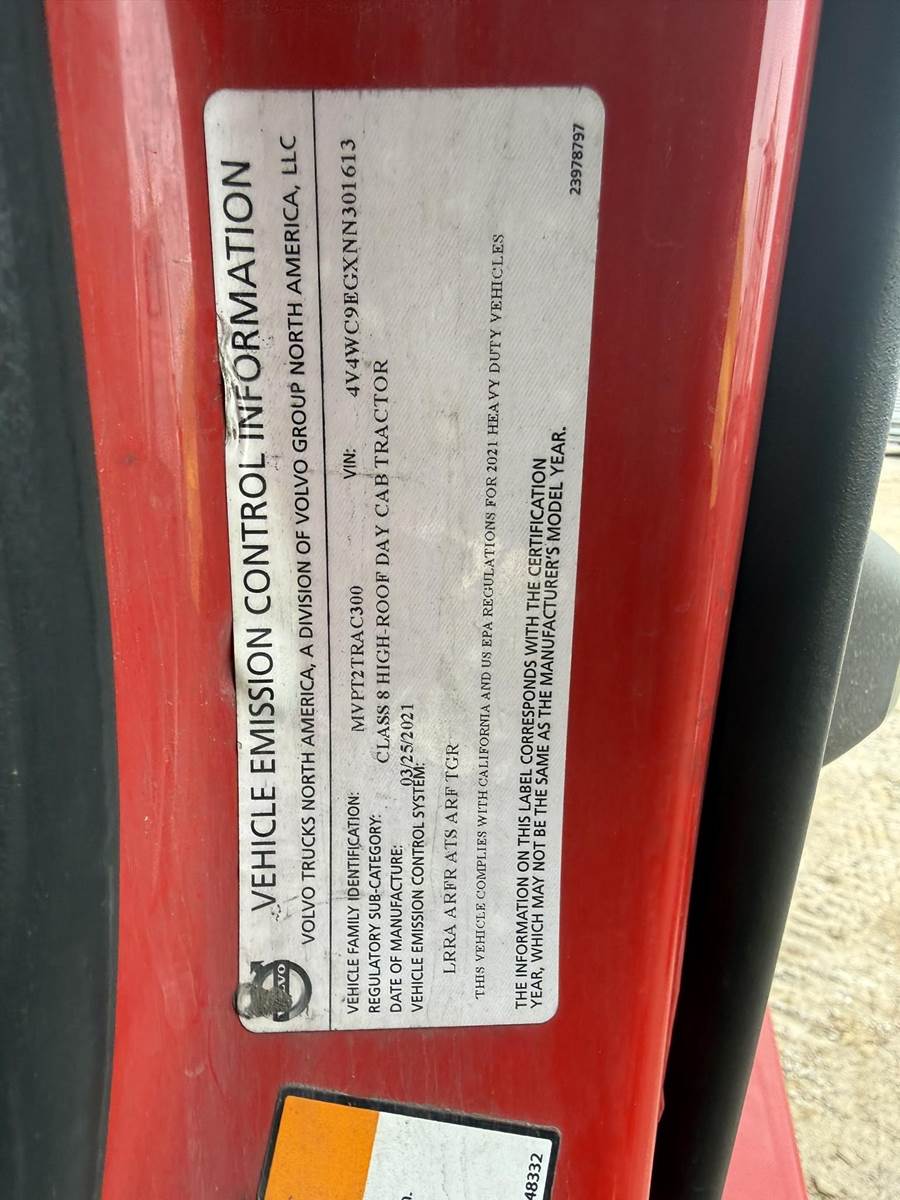 VEHICLE EMISSION CONTROL INFORMATION
VOLVO TRUCKS NORTH AMERICA, A DIVISION OF VOLVO GROUP NORTH AMERICA, LLC
VEHICLE FAMILY IDENTIFICATION: MVPT2TRAC300 VIN: 4V4WC9EGXNN301613
REGULATORY SUB-CATEGORY: CLASS 8 HIGH-ROOF DAY CAB TRACTOR
DATE OF MANUFACTURE: 03/25/2021
VEHICLE EMISSION CONTROL SYSTEM:
LRRA ARFR ATS ARF TGR
THIS VEHICLE COMPLIES WITH CALIFORNIA AND US EPA REGULATIONS FOR 2021 HEAVY DUTY VEHICLES
THE INFORMATION ON THIS LABEL CORRESPONDS WITH THE CERTIFICATION
YEAR, WHICH MAY NOT BE THE SAME AS THE MANUFACTURER'S MODEL YEAR.
23978797
48332